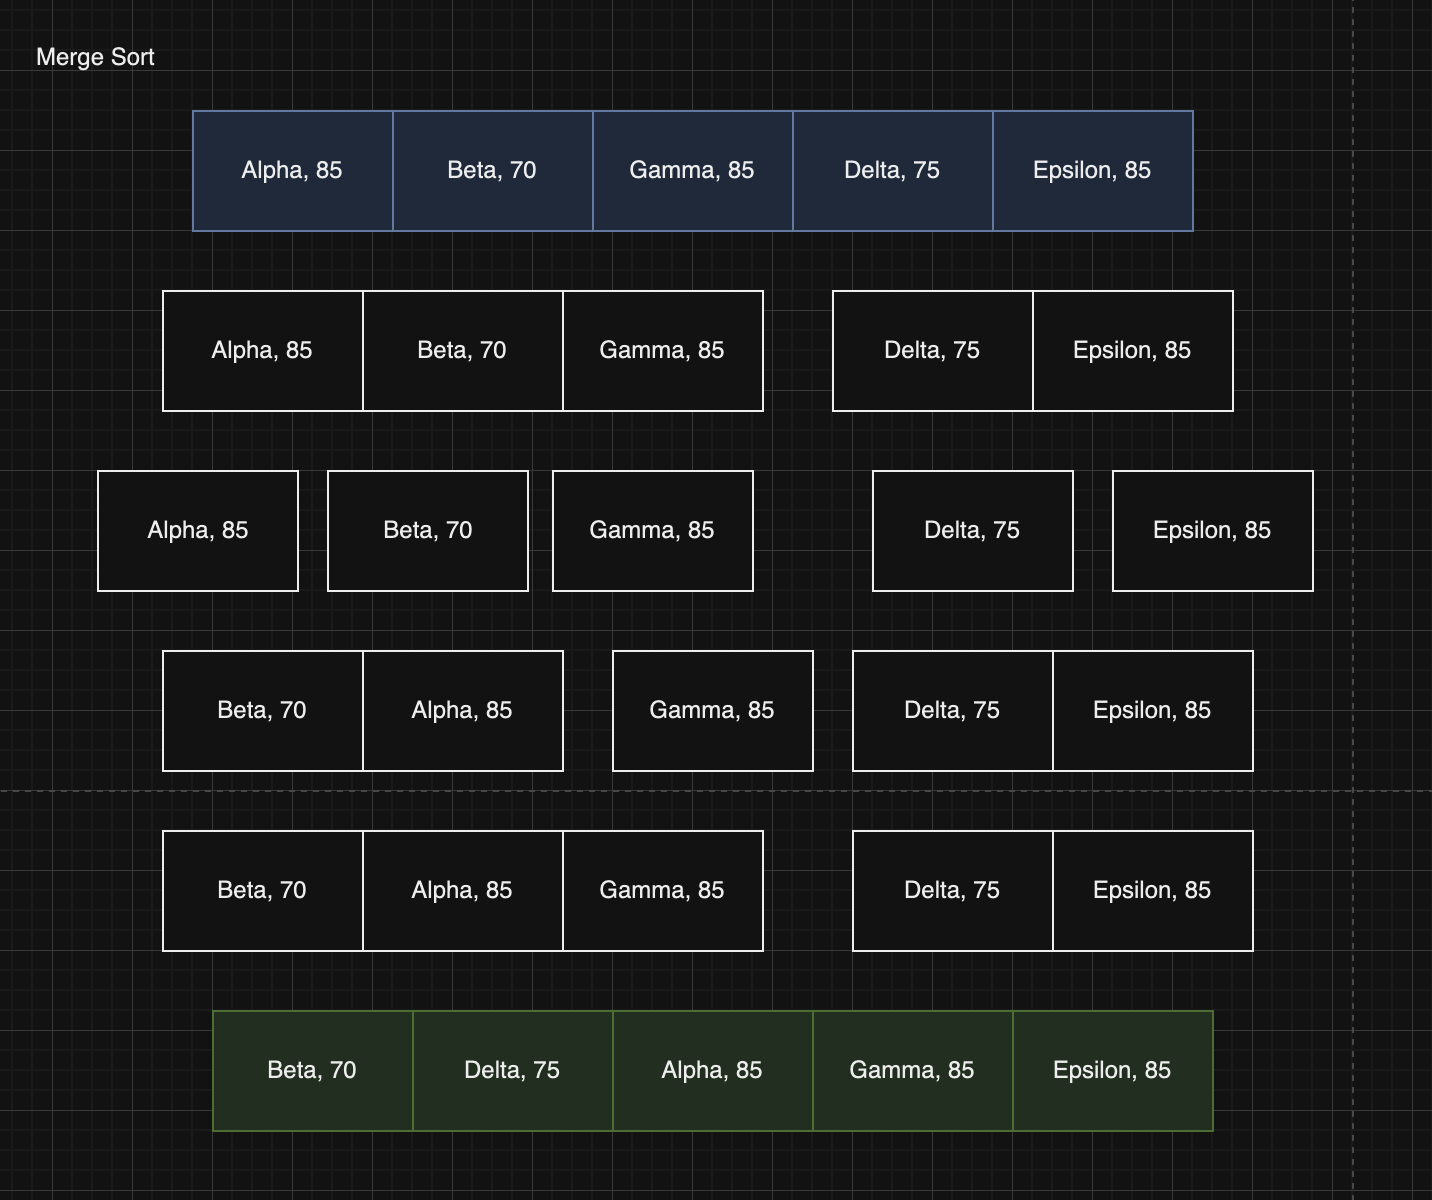 Merge Sort
Alpha, 85 Beta, 70 Gamma, 85 Delta, 75 Epsilon, 85
Alpha, 85 Beta, 70 Gamma, 85 Delta, 75 Epsilon, 85
Alpha, 85 Beta, 70 Gamma, 85 Delta, 75 Epsilon, 85
Beta, 70 Alpha, 85 Gamma, 85 Delta, 75 Epsilon, 85
Beta, 70 Alpha, 85 Gamma, 85 Delta, 75 Epsilon, 85
Beta, 70 Delta, 75 Alpha, 85 Gamma, 85 Epsilon, 85